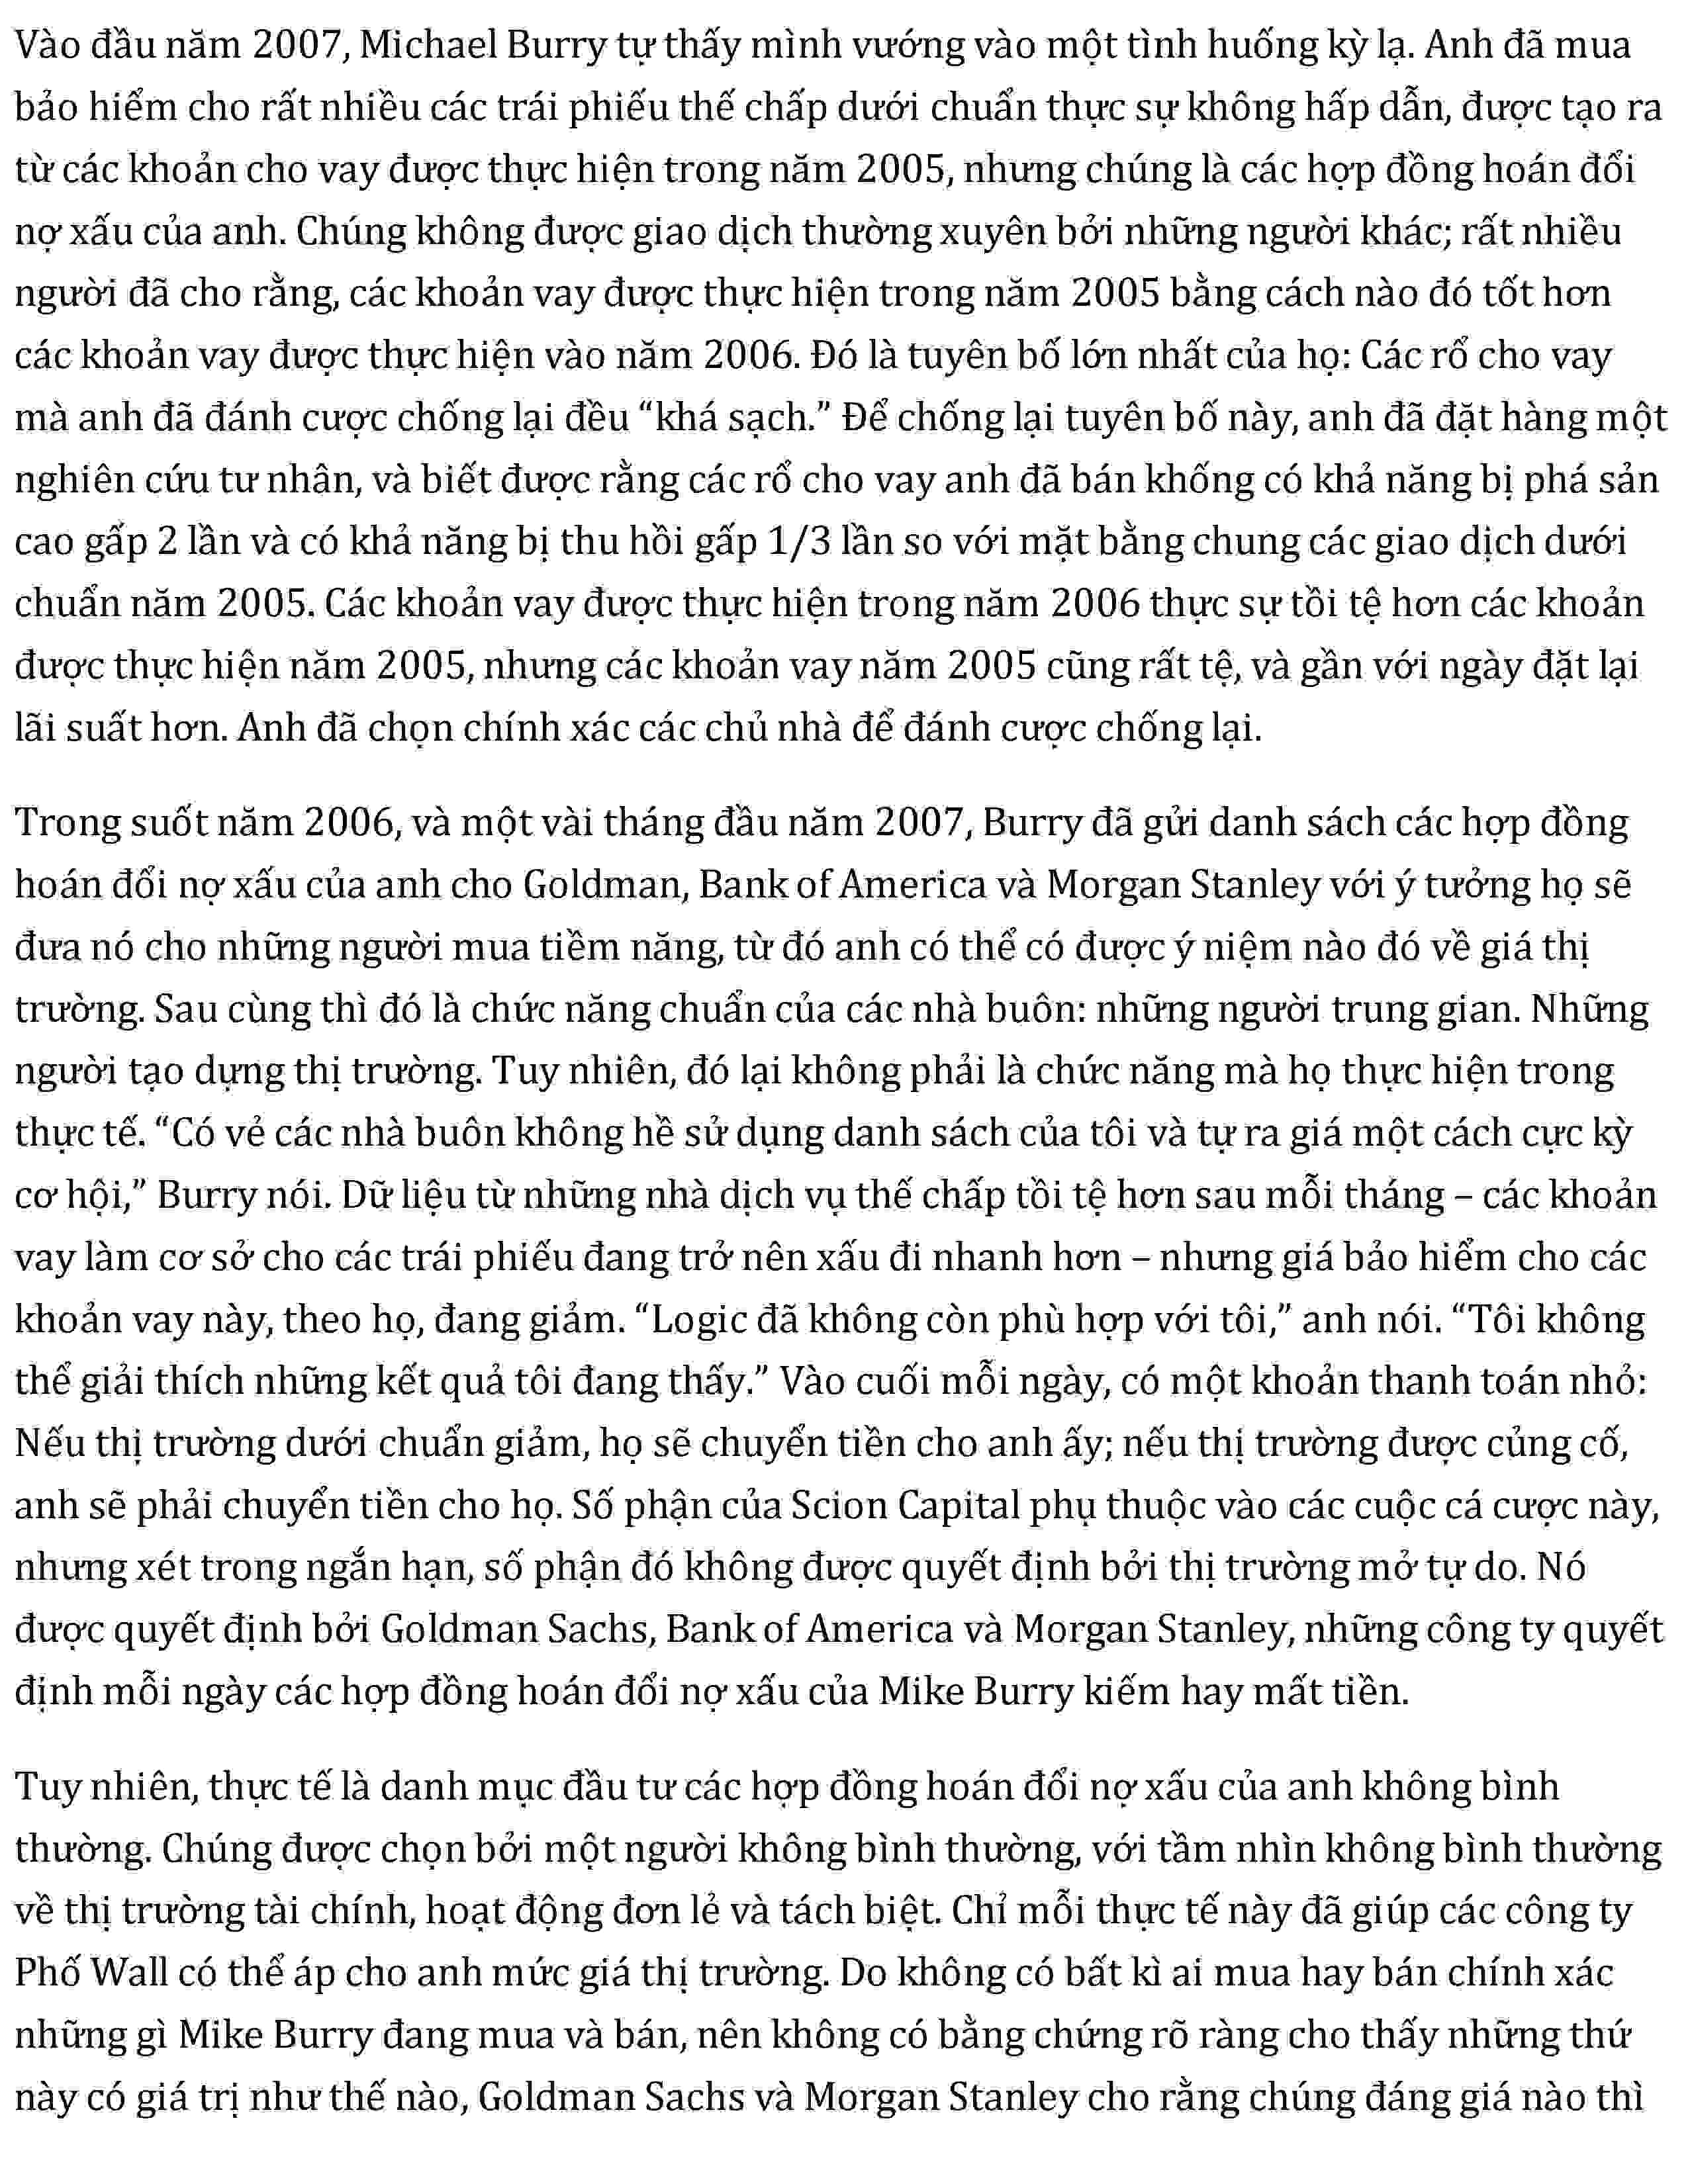 Vào đầu năm 2007, Michael Burry tự thấy mình vướng vào một tình huống kỳ lạ. Anh đã mua
bảo hiểm cho rất nhiều các trái phiếu thế chấp dưới chuẩn thực sự không hấp dẫn, được tạo ra
từ các khoản cho vay được thực hiện trong năm 2005, nhưng chúng là các hợp đồng hoán đổi
nợ xấu của anh. Chúng không được giao dịch thường xuyên bởi những người khác; rất nhiều
người đã cho rằng, các khoản vay được thực hiện trong năm 2005 bằng cách nào đó tốt hơn
các khoản vay được thực hiện vào năm 2006. Đó là tuyên bố lớn nhất của họ: Các rổ cho vay
mà anh đã đánh cược chống lại đều “khá sạch.” Để chống lại tuyên bố này, anh đã đặt hàng một
nghiên cứu tư nhân, và biết được rằng các rổ cho vay anh đã bán khống có khả năng bị phá sản
cao gấp 2 lần và có khả năng bị thu hồi gấp 1/3 lần so với mặt bằng chung các giao dịch dưới
chuẩn năm 2005. Các khoản vay được thực hiện trong năm 2006 thực sự tồi tệ hơn các khoản
được thực hiện năm 2005, nhưng các khoản vay năm 2005 cũng rất tệ, và gần với ngày đặt lại
lãi suất hơn. Anh đã chọn chính xác các chủ nhà để đánh cược chống lại.
Trong suốt năm 2006, và một vài tháng đầu năm 2007, Burry đã gửi danh sách các hợp đồng
hoán đổi nợ xấu của anh cho Goldman, Bank of America và Morgan Stanley với ý tưởng họ sẽ
đưa nó cho những người mua tiềm năng, từ đó anh có thể có được ý niệm nào đó về giá thị
trường. Sau cùng thì đó là chức năng chuẩn của các nhà buôn: những người trung gian. Những
người tạo dựng thị trường. Tuy nhiên, đó lại không phải là chức năng mà họ thực hiện trong
thực tế. “Có vẻ các nhà buôn không hề sử dụng danh sách của tôi và tự ra giá một cách cực kỳ
cơ hội,” Burry nói. Dữ liệu từ những nhà dịch vụ thế chấp tồi tệ hơn sau mỗi tháng – các khoản
vay làm cơ sở cho các trái phiếu đang trở nên xấu đi nhanh hơn – nhưng giá bảo hiểm cho các
khoản vay này, theo họ, đang giảm. “Logic đã không còn phù hợp với tôi,” anh nói. “Tôi không
thể giải thích những kết quả tôi đang thấy.” Vào cuối mỗi ngày, có một khoản thanh toán nhỏ:
Nếu thị trường dưới chuẩn giảm, họ sẽ chuyển tiền cho anh ấy; nếu thị trường được củng cố,
anh sẽ phải chuyển tiền cho họ. Số phận của Scion Capital phụ thuộc vào các cuộc cá cược này,
nhưng xét trong ngắn hạn, số phận đó không được quyết định bởi thị trường mở tự do. Nó
được quyết định bởi Goldman Sachs, Bank of America và Morgan Stanley, những công ty quyết
định mỗi ngày các hợp đồng hoán đổi nợ xấu của Mike Burry kiếm hay mất tiền.
Tuy nhiên, thực tế là danh mục đầu tư các hợp đồng hoán đổi nợ xấu của anh không bình
thường. Chúng được chọn bởi một người không bình thường, với tầm nhìn không bình thường
về thị trường tài chính, hoạt động đơn lẻ và tách biệt. Chỉ mỗi thực tế này đã giúp các công ty
Phố Wall có thể áp cho anh mức giá thị trường. Do không có bất kì ai mua hay bán chính xác
những gì Mike Burry đang mua và bán, nên không có bằng chứng rõ ràng cho thấy những thứ
này có giá trị như thế nào, Goldman Sachs và Morgan Stanley cho rằng chúng đáng giá nào thì